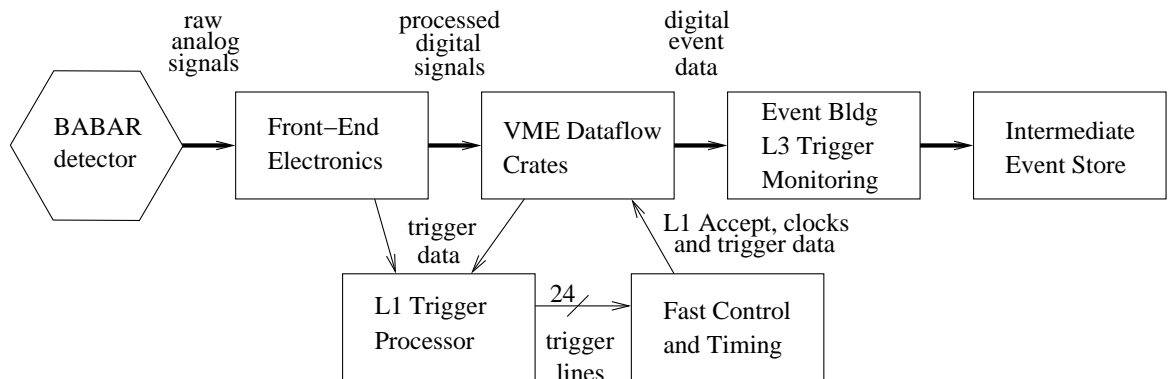 raw
analog
signals
processed
digital
signals
digital
event
data
BABAR
detector
Front−End
Electronics
VME Dataflow
Crates
Event Bldg
L3 Trigger
Monitoring
Intermediate
Event Store
trigger
data
L1 Accept, clocks
and trigger data
L1 Trigger
Processor
24
trigger
lines
Fast Control
and Timing